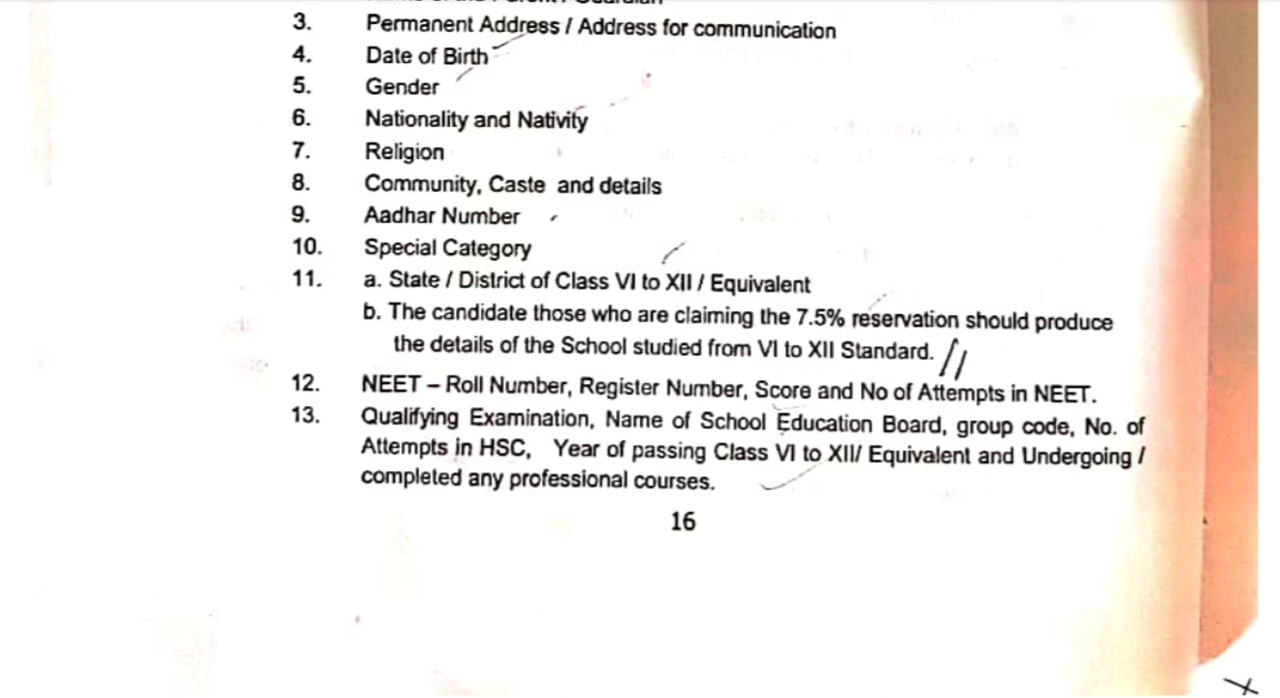 3. Permanent Address / Address for communication
4. Date of Birth
5. Gender
6. Nationality and Nativity
7. Religion
8. Community, Caste and details
9. Aadhar Number
10. Special Category
11. a. State / District of Class VI to XII / Equivalent
b. The candidate those who are claiming the 7.5% reservation should produce
the details of the School studied from VI to XII Standard.
12. NEET – Roll Number, Register Number, Score and No of Attempts in NEET.
13. Qualifying Examination, Name of School Education Board, group code, No. of
Attempts in HSC, Year of passing Class VI to XII/ Equivalent and Undergoing /
completed any professional courses.
16